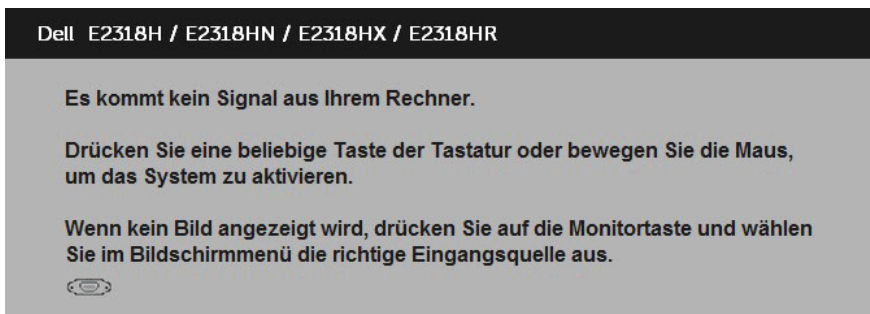 Dell E2318H / E2318HN / E2318HX / E2318HR
Es kommt kein Signal aus Ihrem Rechner.
Drücken Sie eine beliebige Taste der Tastatur oder bewegen Sie die Maus,
um das System zu aktivieren.
Wenn kein Bild angezeigt wird, drücken Sie auf die Monitortaste und wählen
Sie im Bildschirmmenü die richtige Eingangsquelle aus.